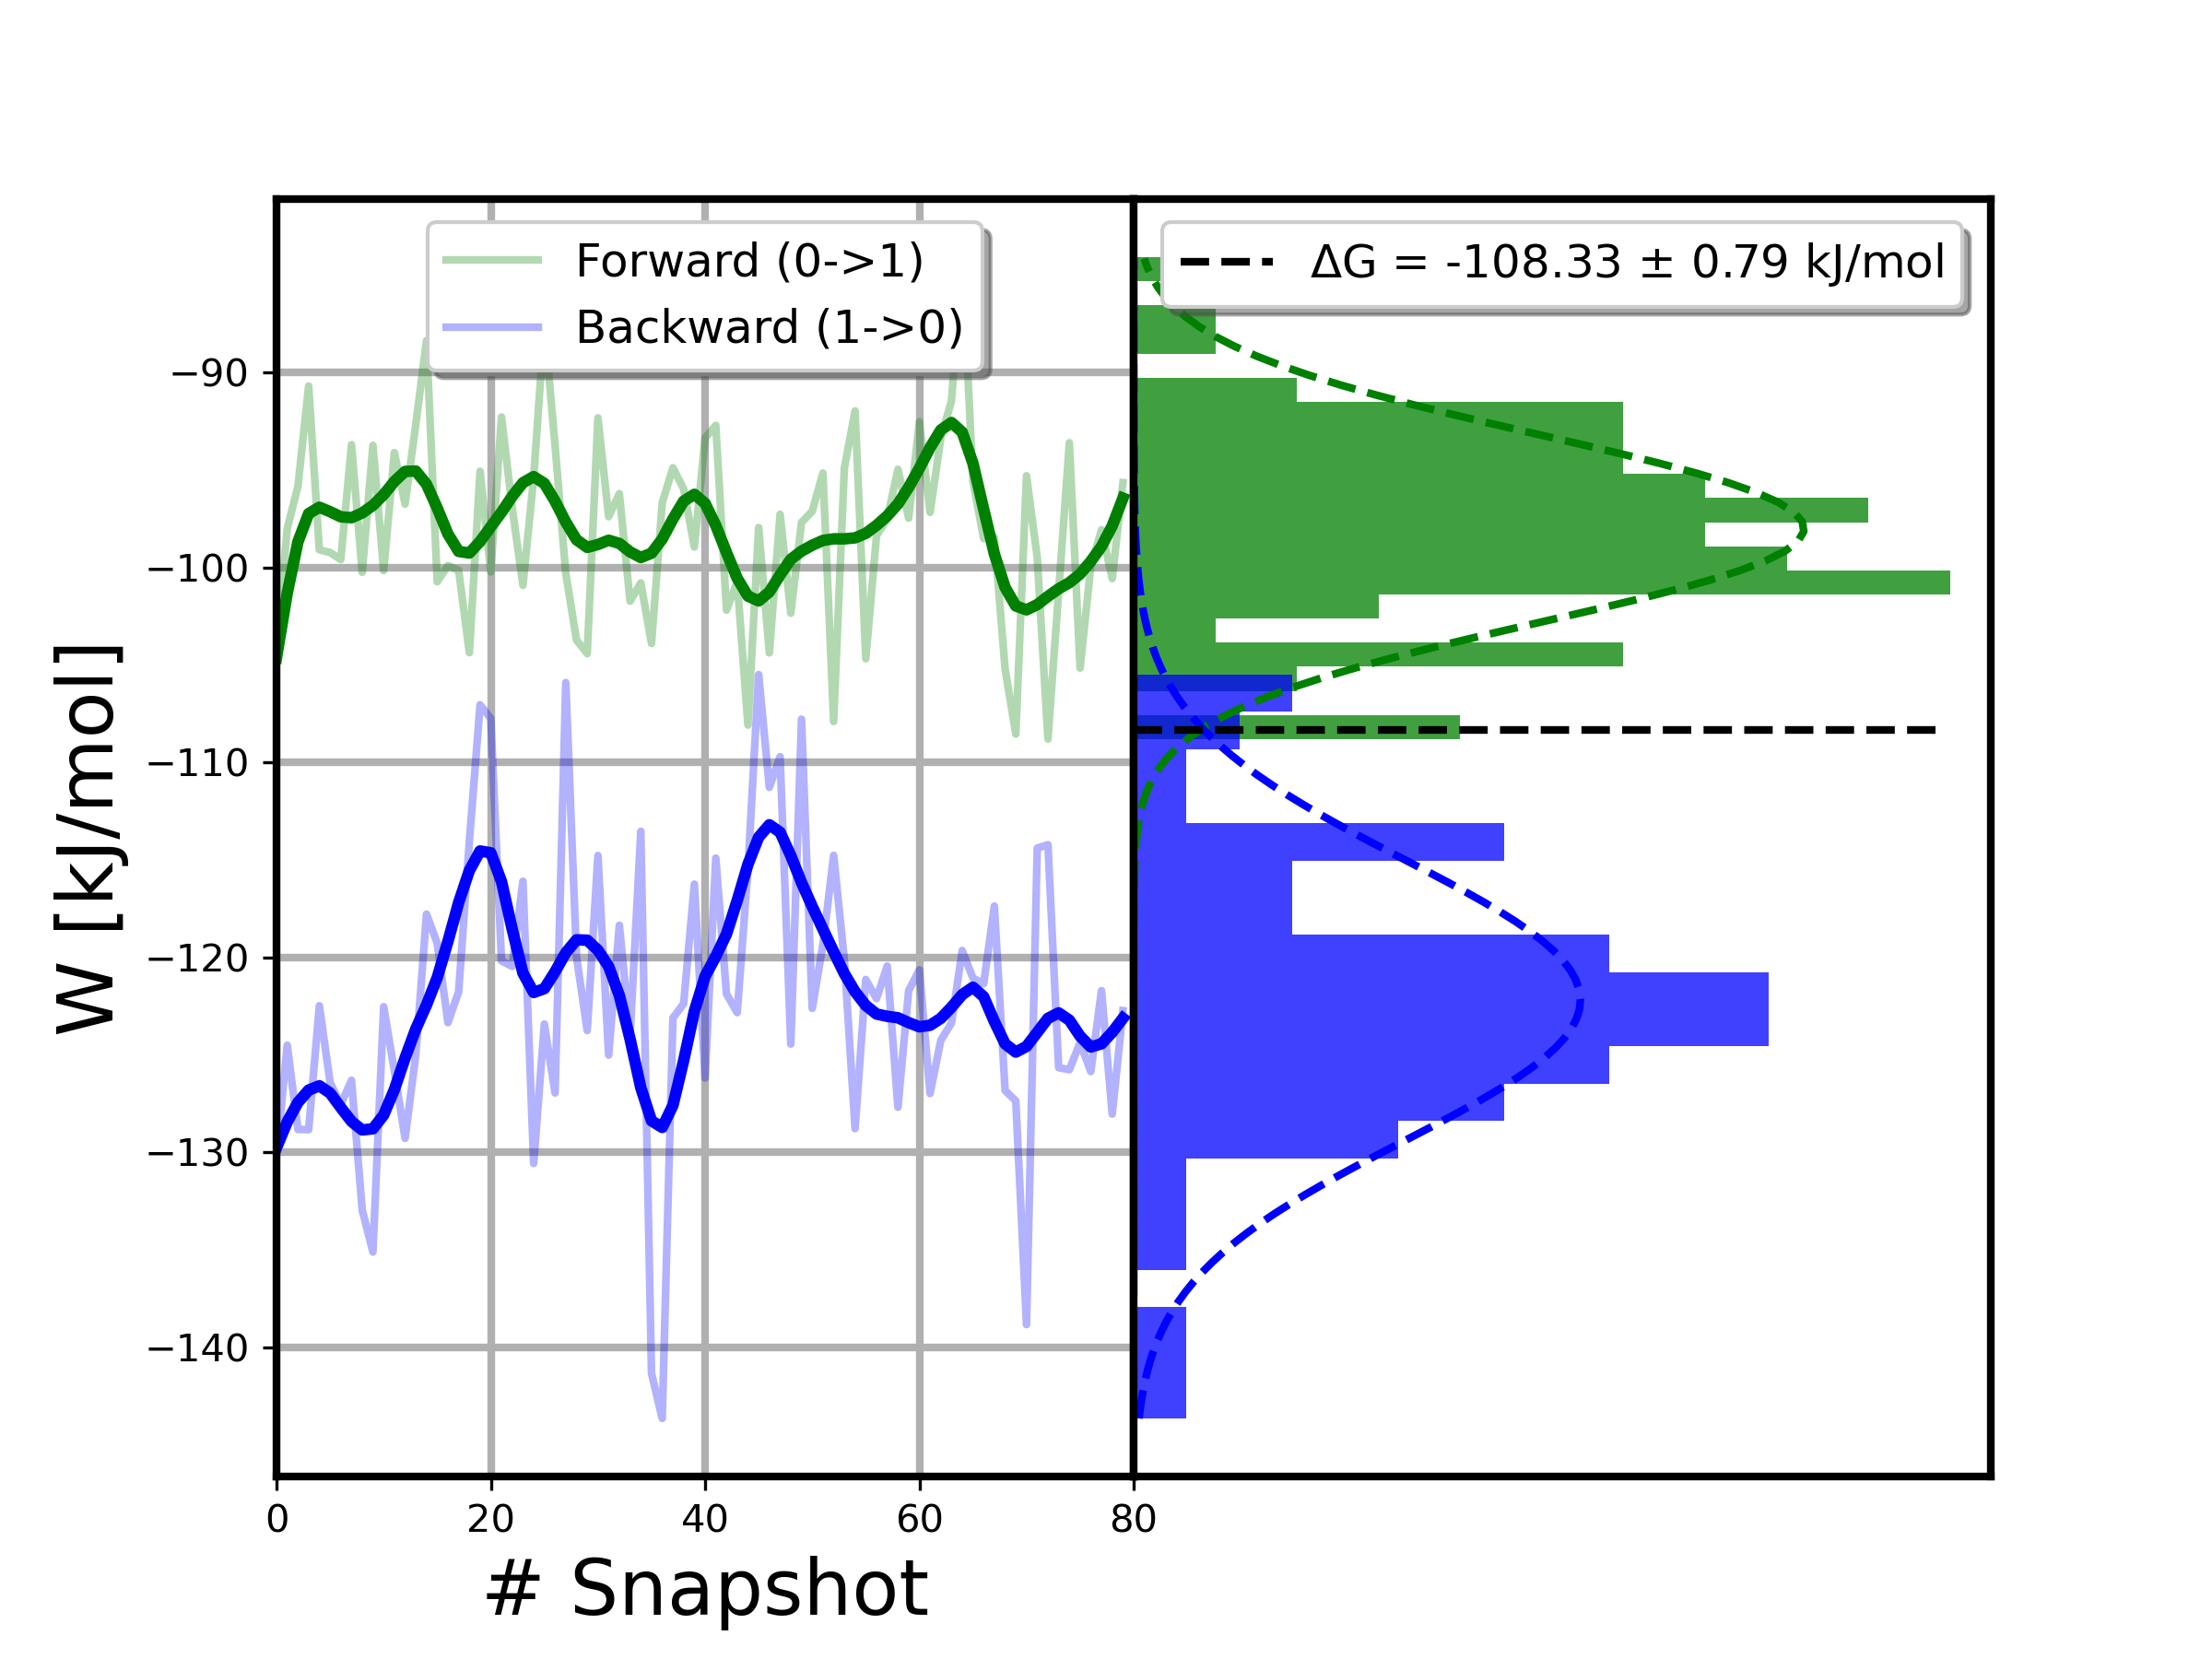 Forward (0->1)
Backward (1->0)
ΔG = -108.33 ± 0.79 kJ/mol
W [kJ/mol]
−90
−100
−110
−120
−130
−140
0 20 40 60 80
# Snapshot